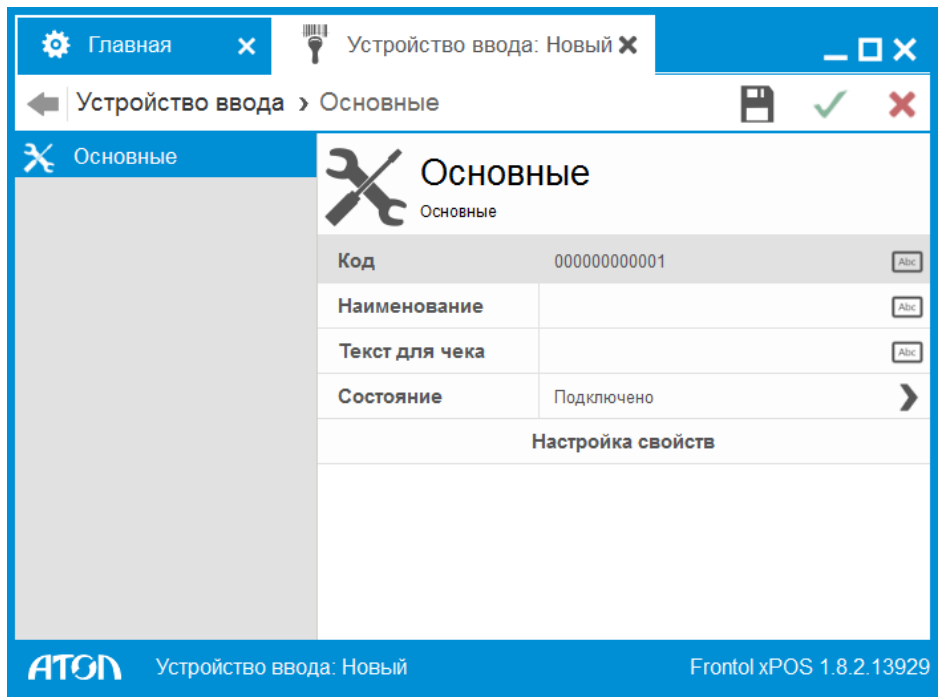 Главная
Устройство ввода: Новый
Устройство ввода › Основные
Основные
Основные
Основные
Код 000000000001 Abc
Наименование Abc
Текст для чека Abc
Состояние Подключено
Настройка свойств
АТОЛ Устройство ввода: Новый Frontol xPOS 1.8.2.13929